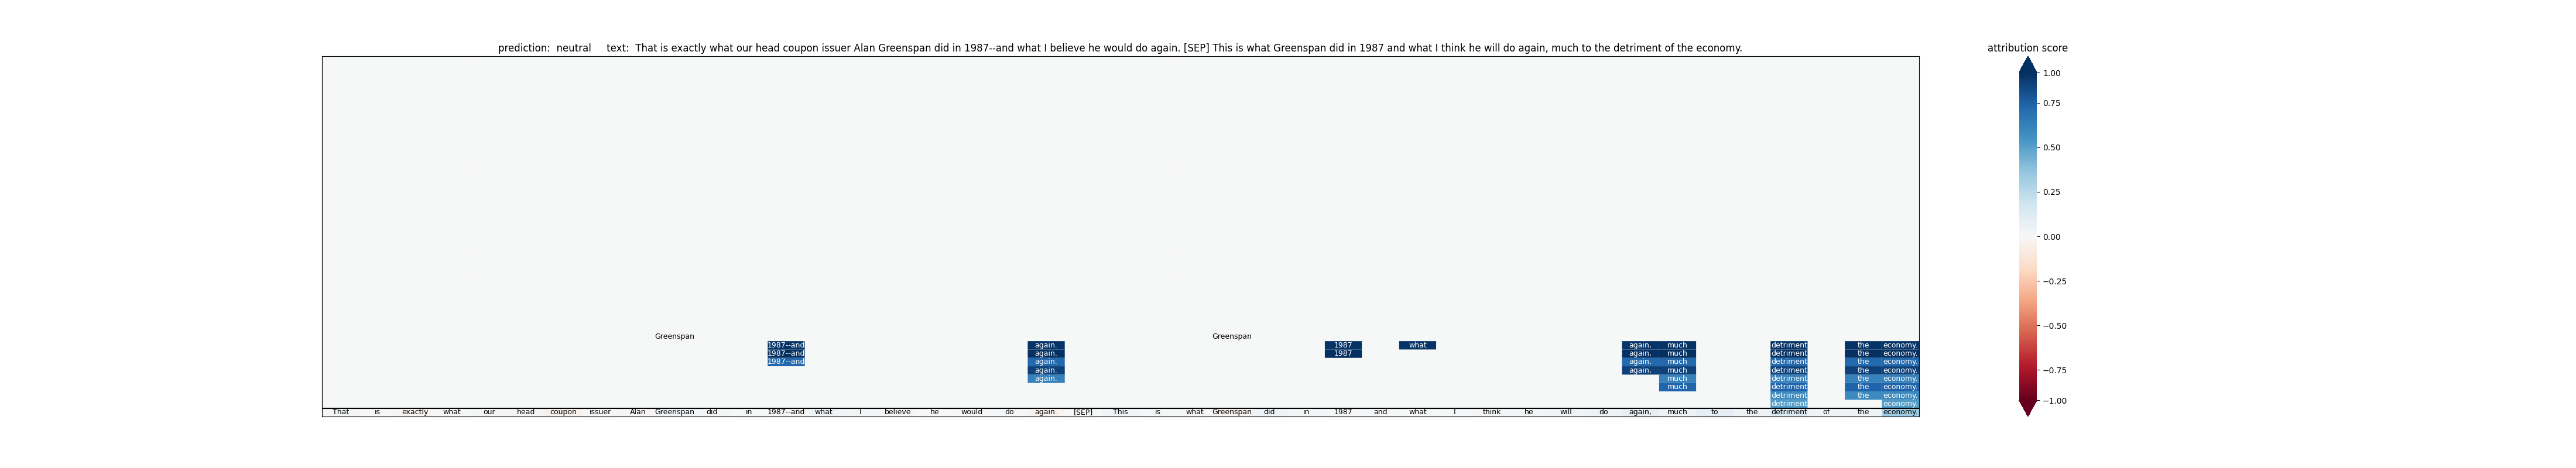 prediction:  neutral     text:  That is exactly what our head coupon issuer Alan Greenspan did in 1987--and what I believe he would do again. [SEP] This is what Greenspan did in 1987 and what I think he will do again, much to the detriment of the economy.
attribution score
1.00
0.75
0.50
0.25
0.00
−0.25
−0.50
−0.75
−1.00
Greenspan Greenspan
1987--and again. 1987 what again, much detriment the economy.
1987--and again. 1987 again, much detriment the economy.
1987--and again. again, much detriment the economy.
again. again, much detriment the economy.
again. much detriment the economy.
much detriment the economy.
detriment the economy.
detriment economy.
That is exactly what our head coupon issuer Alan Greenspan did in 1987--and what I believe he would do again. [SEP] This is what Greenspan did in 1987 and what I think he will do again, much to the detriment of the economy.